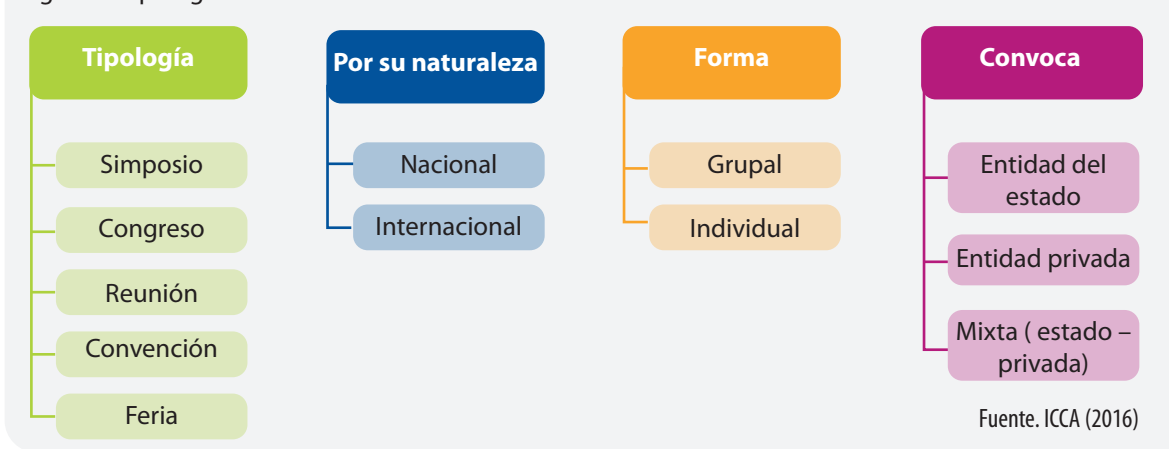 Tipología
Simposio
Congreso
Reunión
Convención
Feria
Por su naturaleza
Nacional
Internacional
Forma
Grupal
Individual
Convoca
Entidad del
estado
Entidad privada
Mixta ( estado –
privada)
Fuente. ICCA (2016)